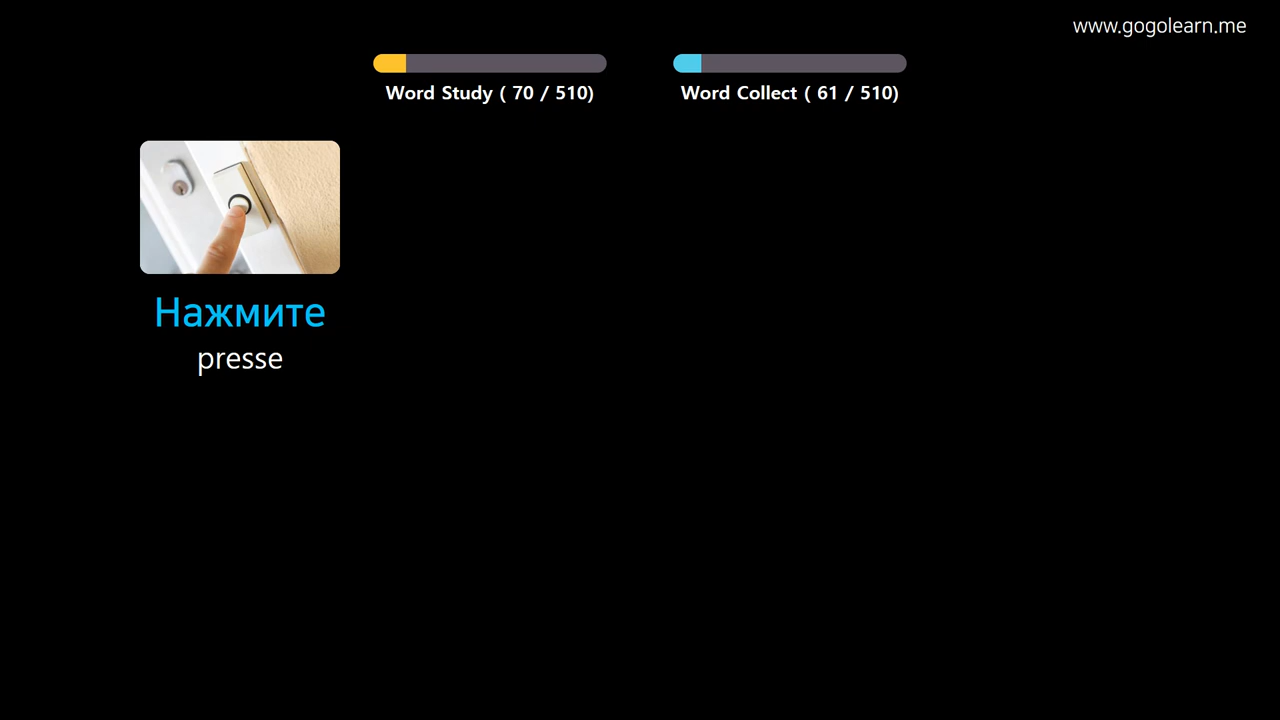 www.gogolearn.me
Word Study ( 70 / 510)
Word Collect ( 61 / 510)
Нажмите
presse